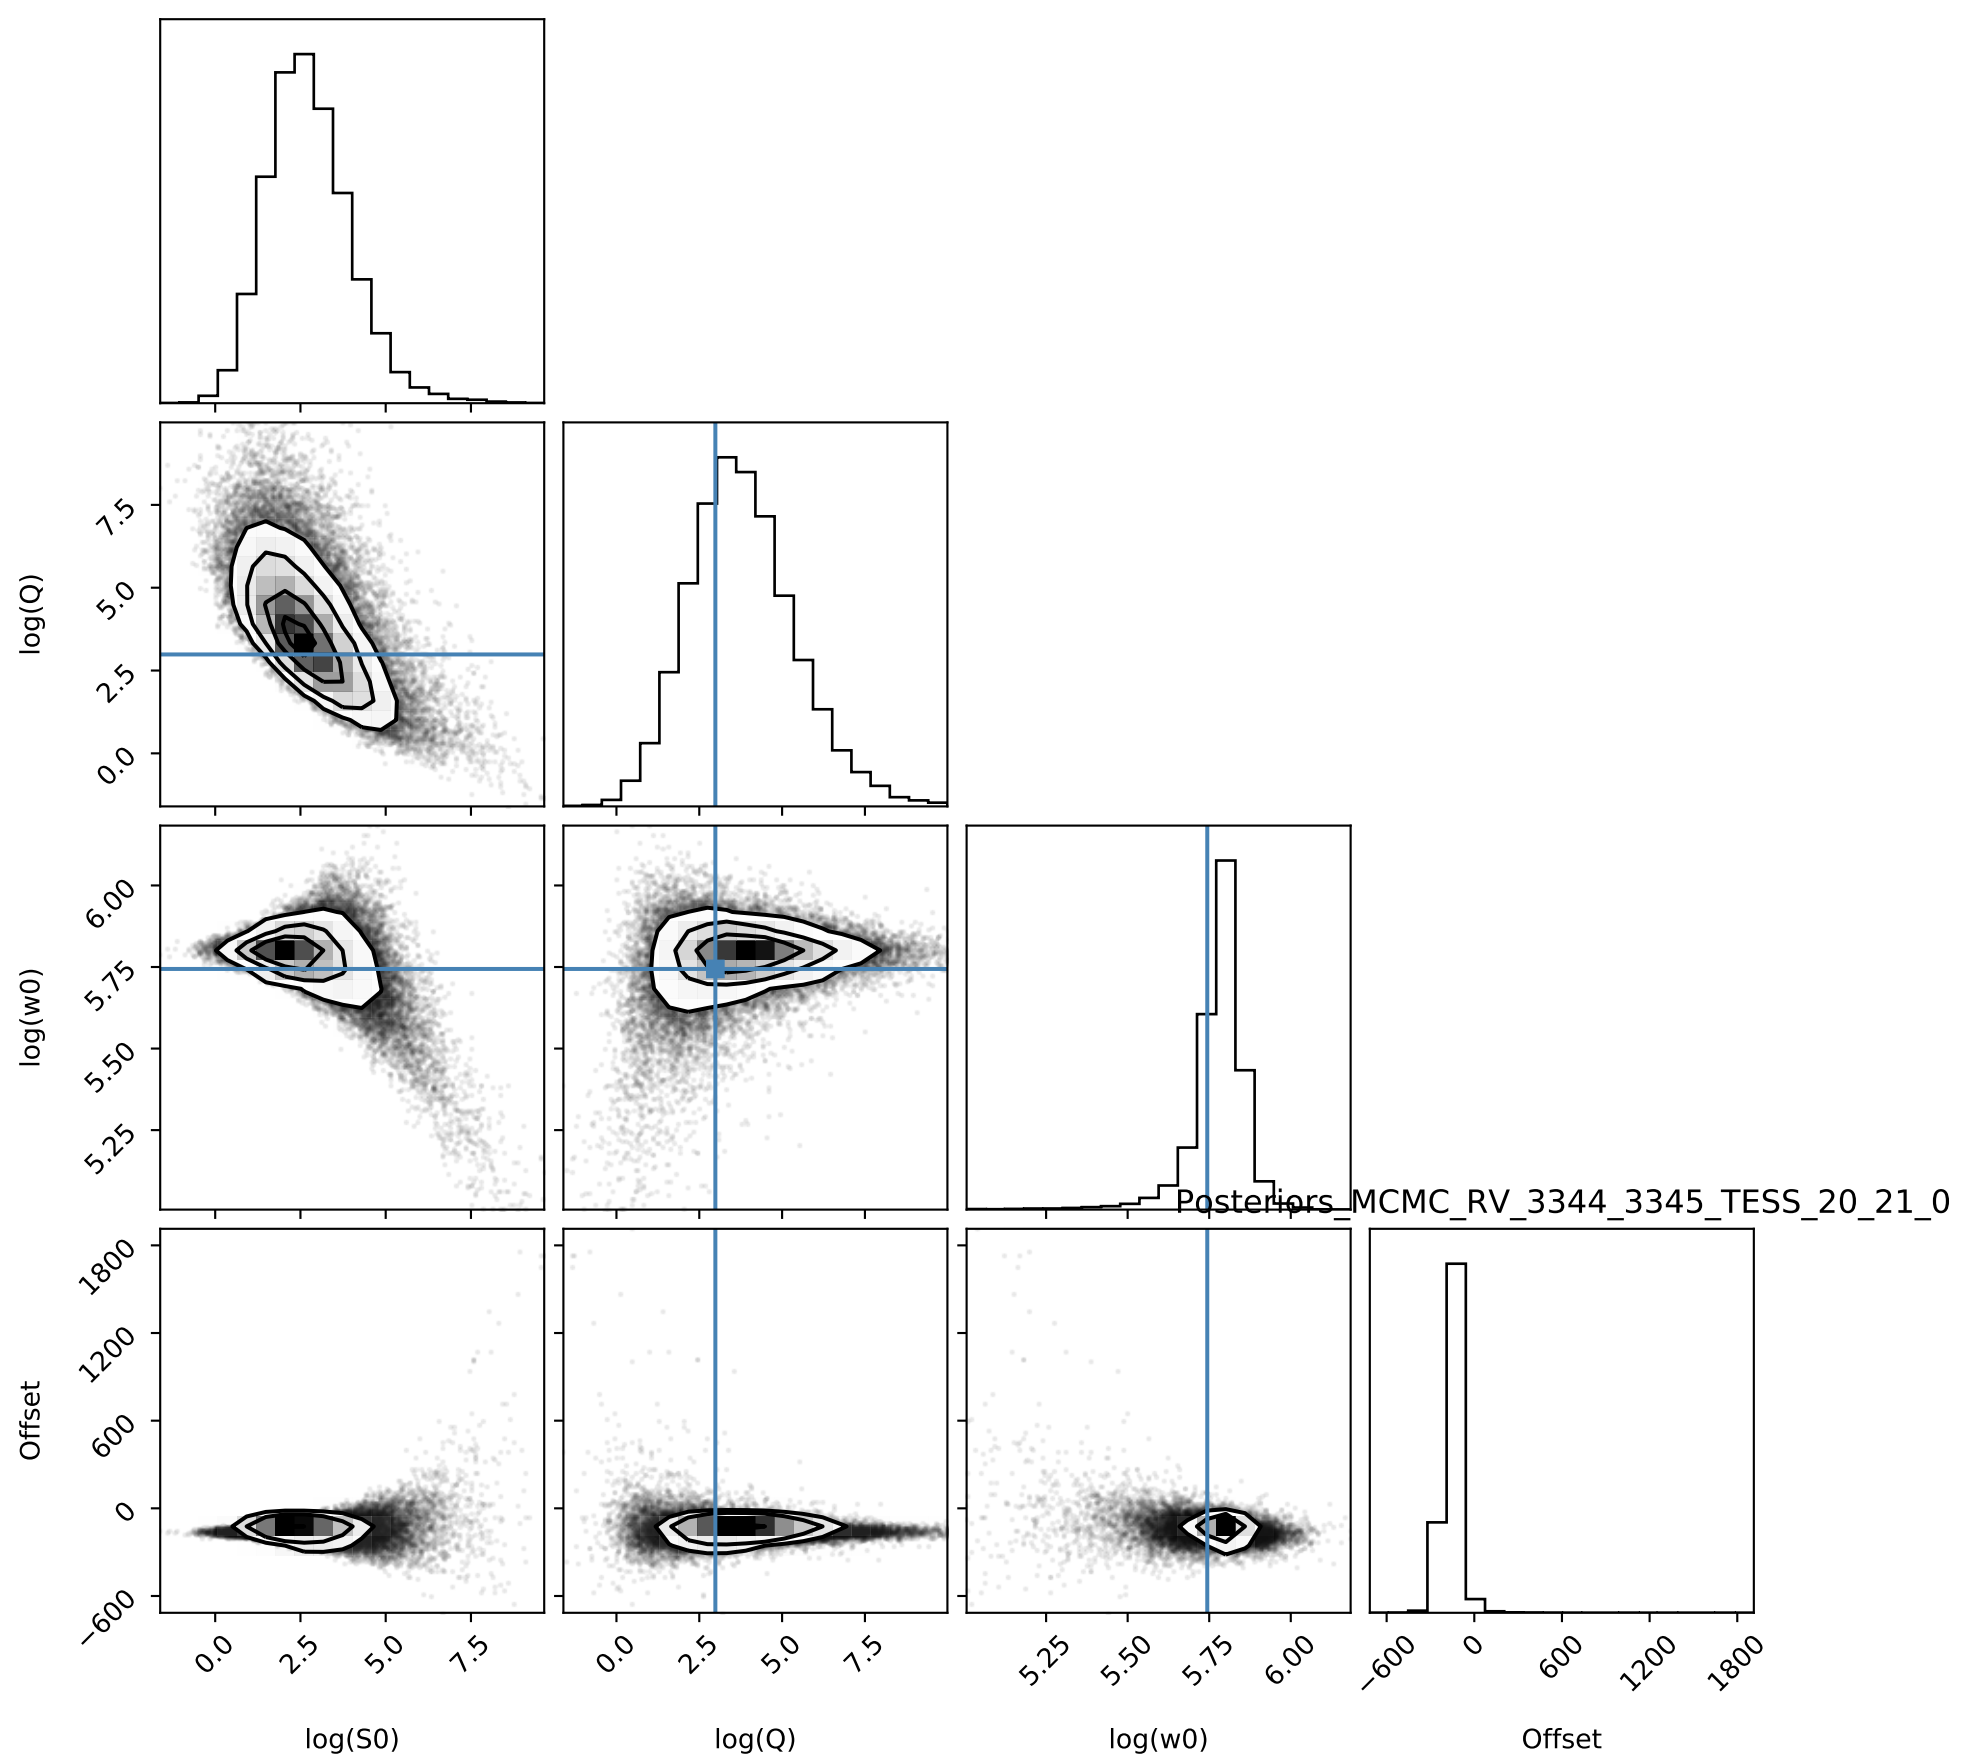 log(Q)
7.5
5.0
2.5
0.0
log(w0)
6.00
5.75
5.50
5.25
Posteriors_MCMC_RV_3344_3345_TESS_20_21_0
Offset
1800
1200
600
0
−600
0.0 2.5 5.0 7.5 0.0 2.5 5.0 7.5 5.25 5.50 5.75 6.00 −600 0 600 1200 1800
log(S0) log(Q) log(w0) Offset